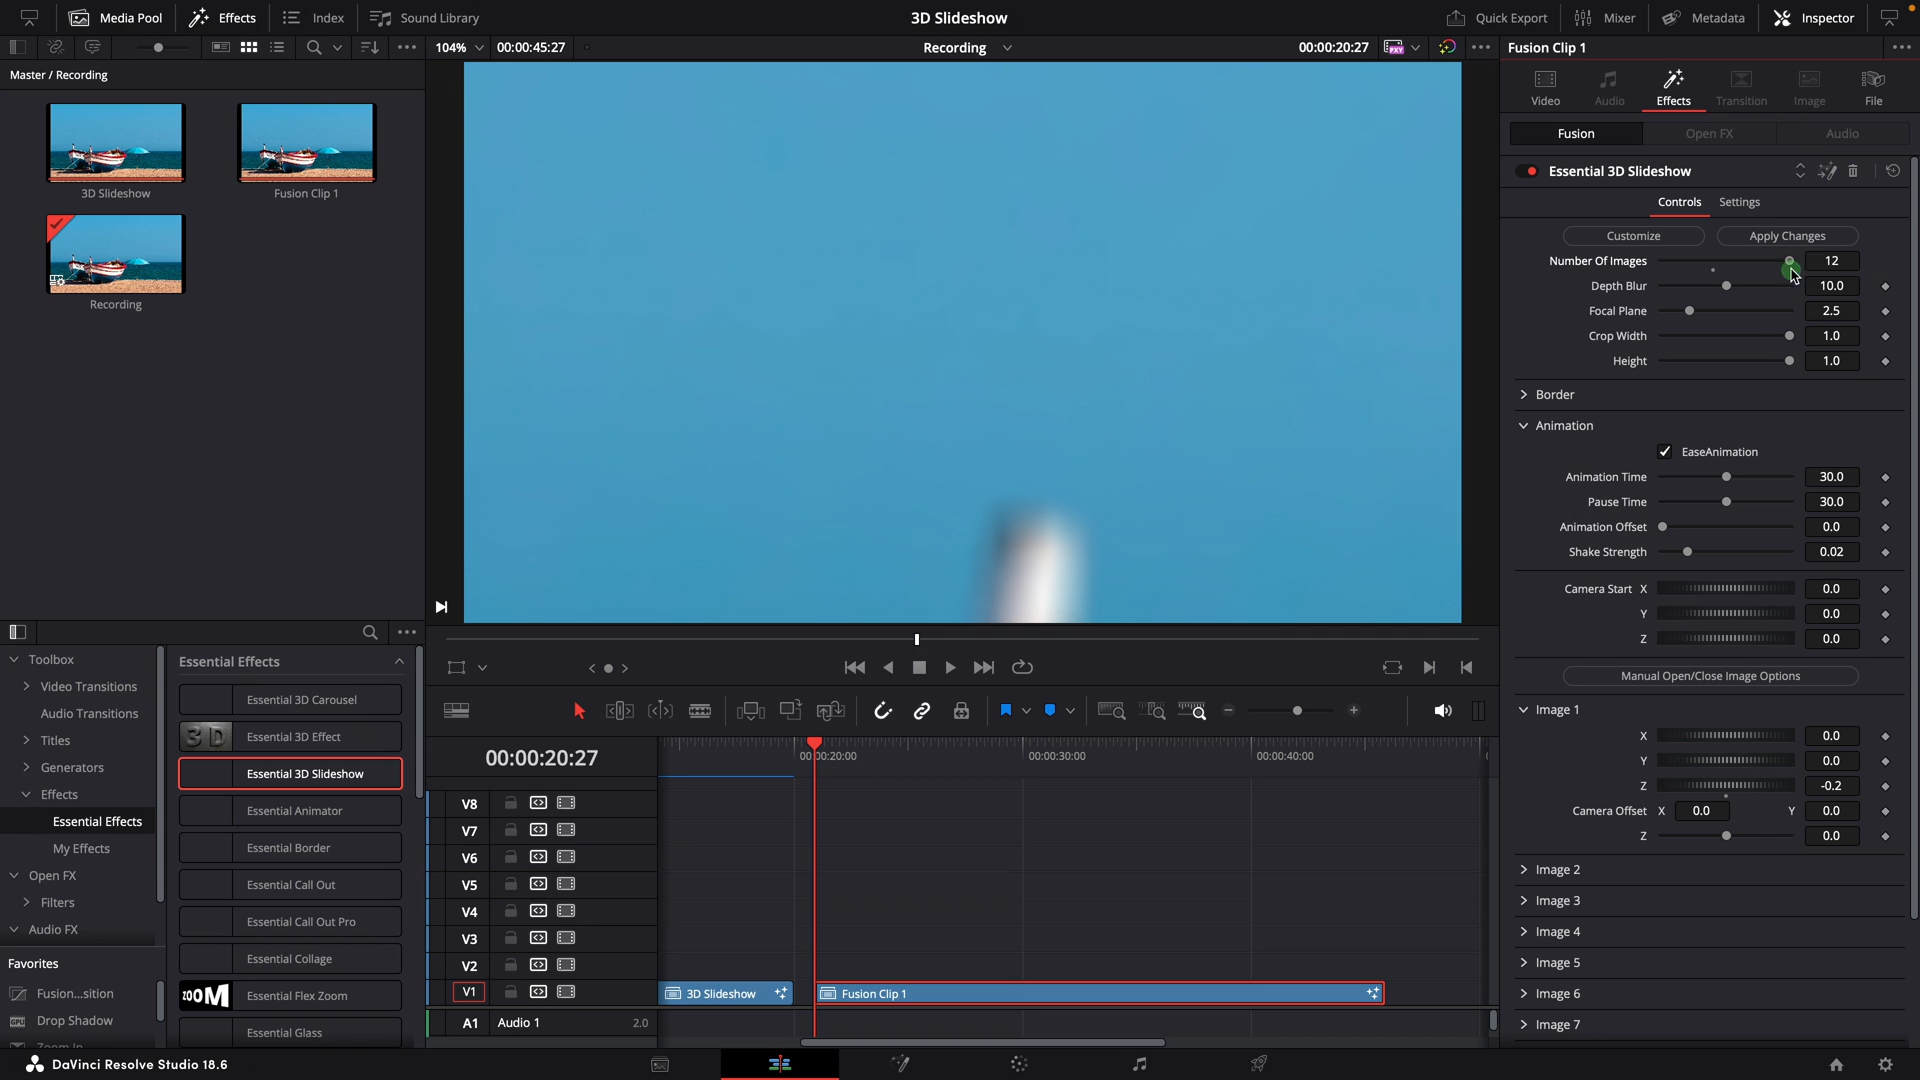 Media Pool
Effects
Index
Sound Library
3D Slideshow
Quick Export
Mixer
Metadata
Inspector
104%
00:00:45:27
Recording
00:00:20:27
PXY
Fusion Clip 1
Master / Recording
3D Slideshow
Fusion Clip 1
Recording
Video
Audio
Effects
Transition
Image
File
Fusion
Open FX
Audio
Essential 3D Slideshow
Controls
Settings
Customize
Apply Changes
Number Of Images 12
Depth Blur 10.0
Focal Plane 2.5
Crop Width 1.0
Height 1.0
Border
Animation
EaseAnimation
Animation Time 30.0
Pause Time 30.0
Animation Offset 0.0
Shake Strength 0.02
Camera Start X 0.0
Y 0.0
Z 0.0
Manual Open/Close Image Options
Image 1
X 0.0
Y 0.0
Z -0.2
Camera Offset X 0.0 Y 0.0
Z 0.0
Image 2
Image 3
Image 4
Image 5
Image 6
Image 7
Toolbox
Video Transitions
Audio Transitions
Titles
Generators
Effects
Essential Effects
My Effects
Open FX
Filters
Audio FX
Favorites
Fusion...sition
Drop Shadow
Zoom In
Essential Effects
Essential 3D Carousel
3D
Essential 3D Effect
Essential 3D Slideshow
Essential Animator
Essential Border
Essential Call Out
Essential Call Out Pro
Essential Collage
ZOOM
Essential Flex Zoom
Essential Glass
00:00:20:27
00:00:20:00
00:00:30:00
00:00:40:00
V8
V7
V6
V5
V4
V3
V2
V1
3D Slideshow
Fusion Clip 1
A1
Audio 1
2.0
DaVinci Resolve Studio 18.6